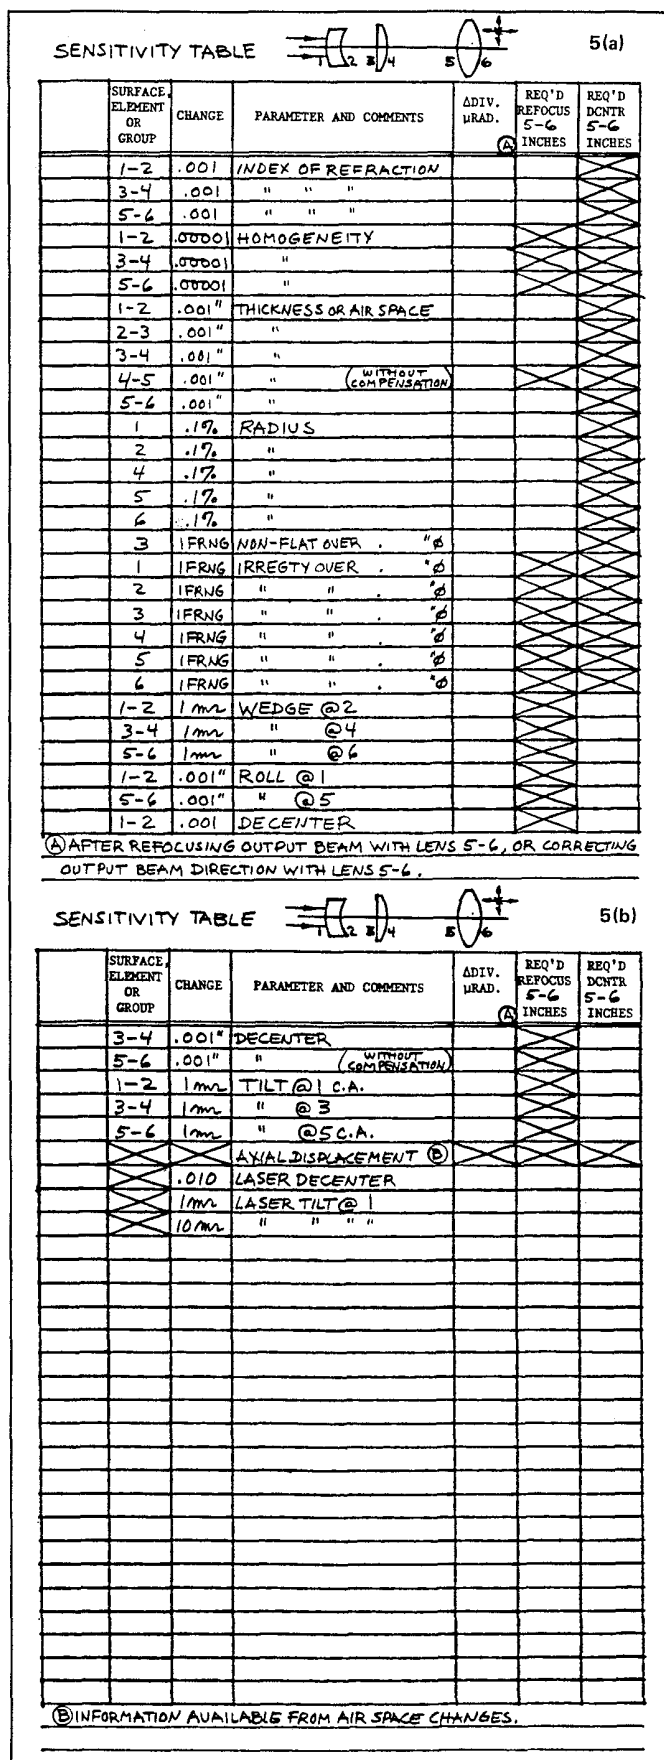 SENSITIVITY TABLE 1 2 3 4 5 6 5(a)
SURFACE, ELEMENT OR GROUP CHANGE PARAMETER AND COMMENTS ΔDIV. μRAD. Ⓐ REQ'D REFOCUS 5-6 INCHES REQ'D DCNTR 5-6 INCHES
1-2 .001 INDEX OF REFRACTION
3-4 .001 " " "
5-6 .001 " " "
1-2 .00001 HOMOGENEITY
3-4 .00001 "
5-6 .00001 "
1-2 .001" THICKNESS OR AIR SPACE
2-3 .001" "
3-4 .001" "
4-5 .001" " (WITHOUT COMPENSATION)
5-6 .001" "
1 .1% RADIUS
2 .1% "
4 .1% "
5 .1% "
6 .1% "
3 1FRNG NON-FLAT OVER . "ø
1 1FRNG IRREGTY OVER . "ø
2 1FRNG " " . "ø
3 1FRNG " " . "ø
4 1FRNG " " . "ø
5 1FRNG " " . "ø
6 1FRNG " " . "ø
1-2 1mr WEDGE @2
3-4 1mr " @4
5-6 1mr " @6
1-2 .001" ROLL @1
5-6 .001" " @5
1-2 .001 DECENTER
Ⓐ AFTER REFOCUSING OUTPUT BEAM WITH LENS 5-6, OR CORRECTING
OUTPUT BEAM DIRECTION WITH LENS 5-6.
SENSITIVITY TABLE 1 2 3 4 5 6 5(b)
SURFACE, ELEMENT OR GROUP CHANGE PARAMETER AND COMMENTS ΔDIV. μRAD. Ⓐ REQ'D REFOCUS 5-6 INCHES REQ'D DCNTR 5-6 INCHES
3-4 .001" DECENTER
5-6 .001" " (WITHOUT COMPENSATION)
1-2 1mr TILT @1 C.A.
3-4 1mr " @3
5-6 1mr " @5 C.A.
AXIAL DISPLACEMENT Ⓑ
.010 LASER DECENTER
1mr LASER TILT @ 1
10mr " " " "
Ⓑ INFORMATION AVAILABLE FROM AIR SPACE CHANGES.